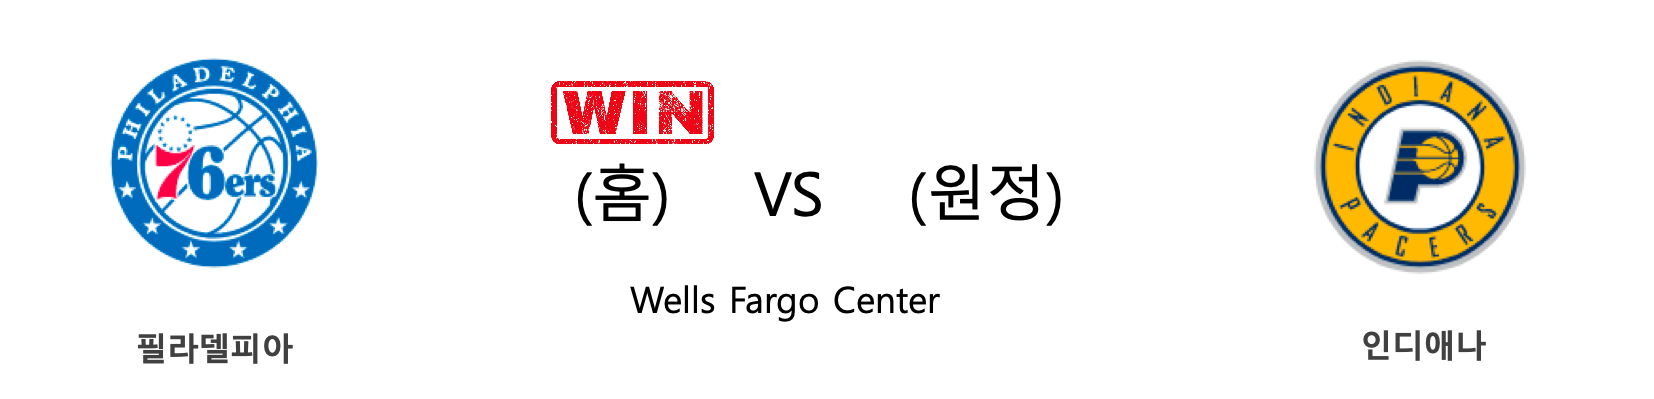 PHILADELPHIA
76ers
WIN
(홈) VS (원정)
Wells Fargo Center
필라델피아
INDIANA
P
PACERS
인디애나